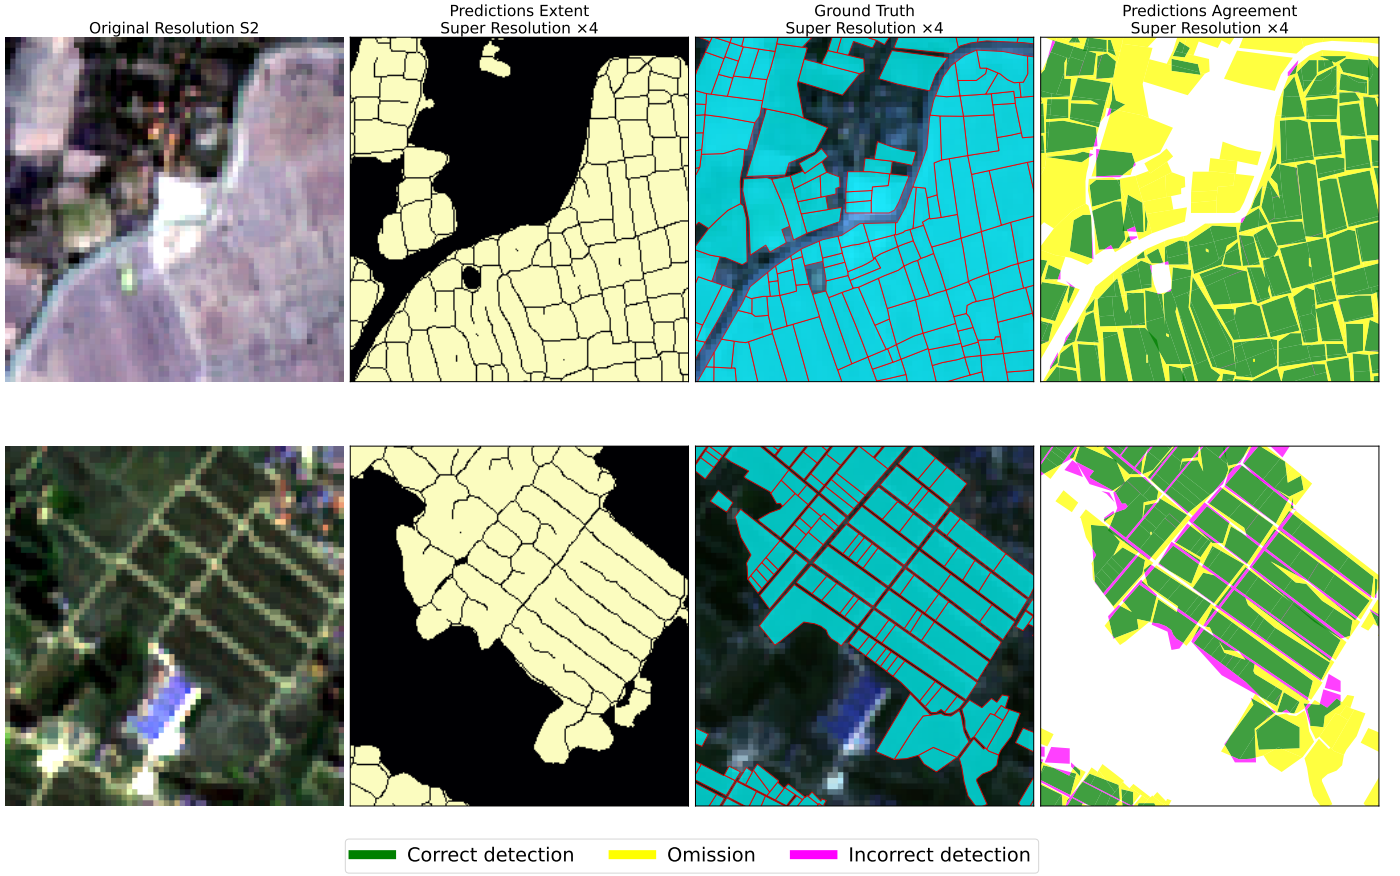 Original Resolution S2
Predictions Extent
Super Resolution ×4
Ground Truth
Super Resolution ×4
Predictions Agreement
Super Resolution ×4
Correct detection
Omission
Incorrect detection